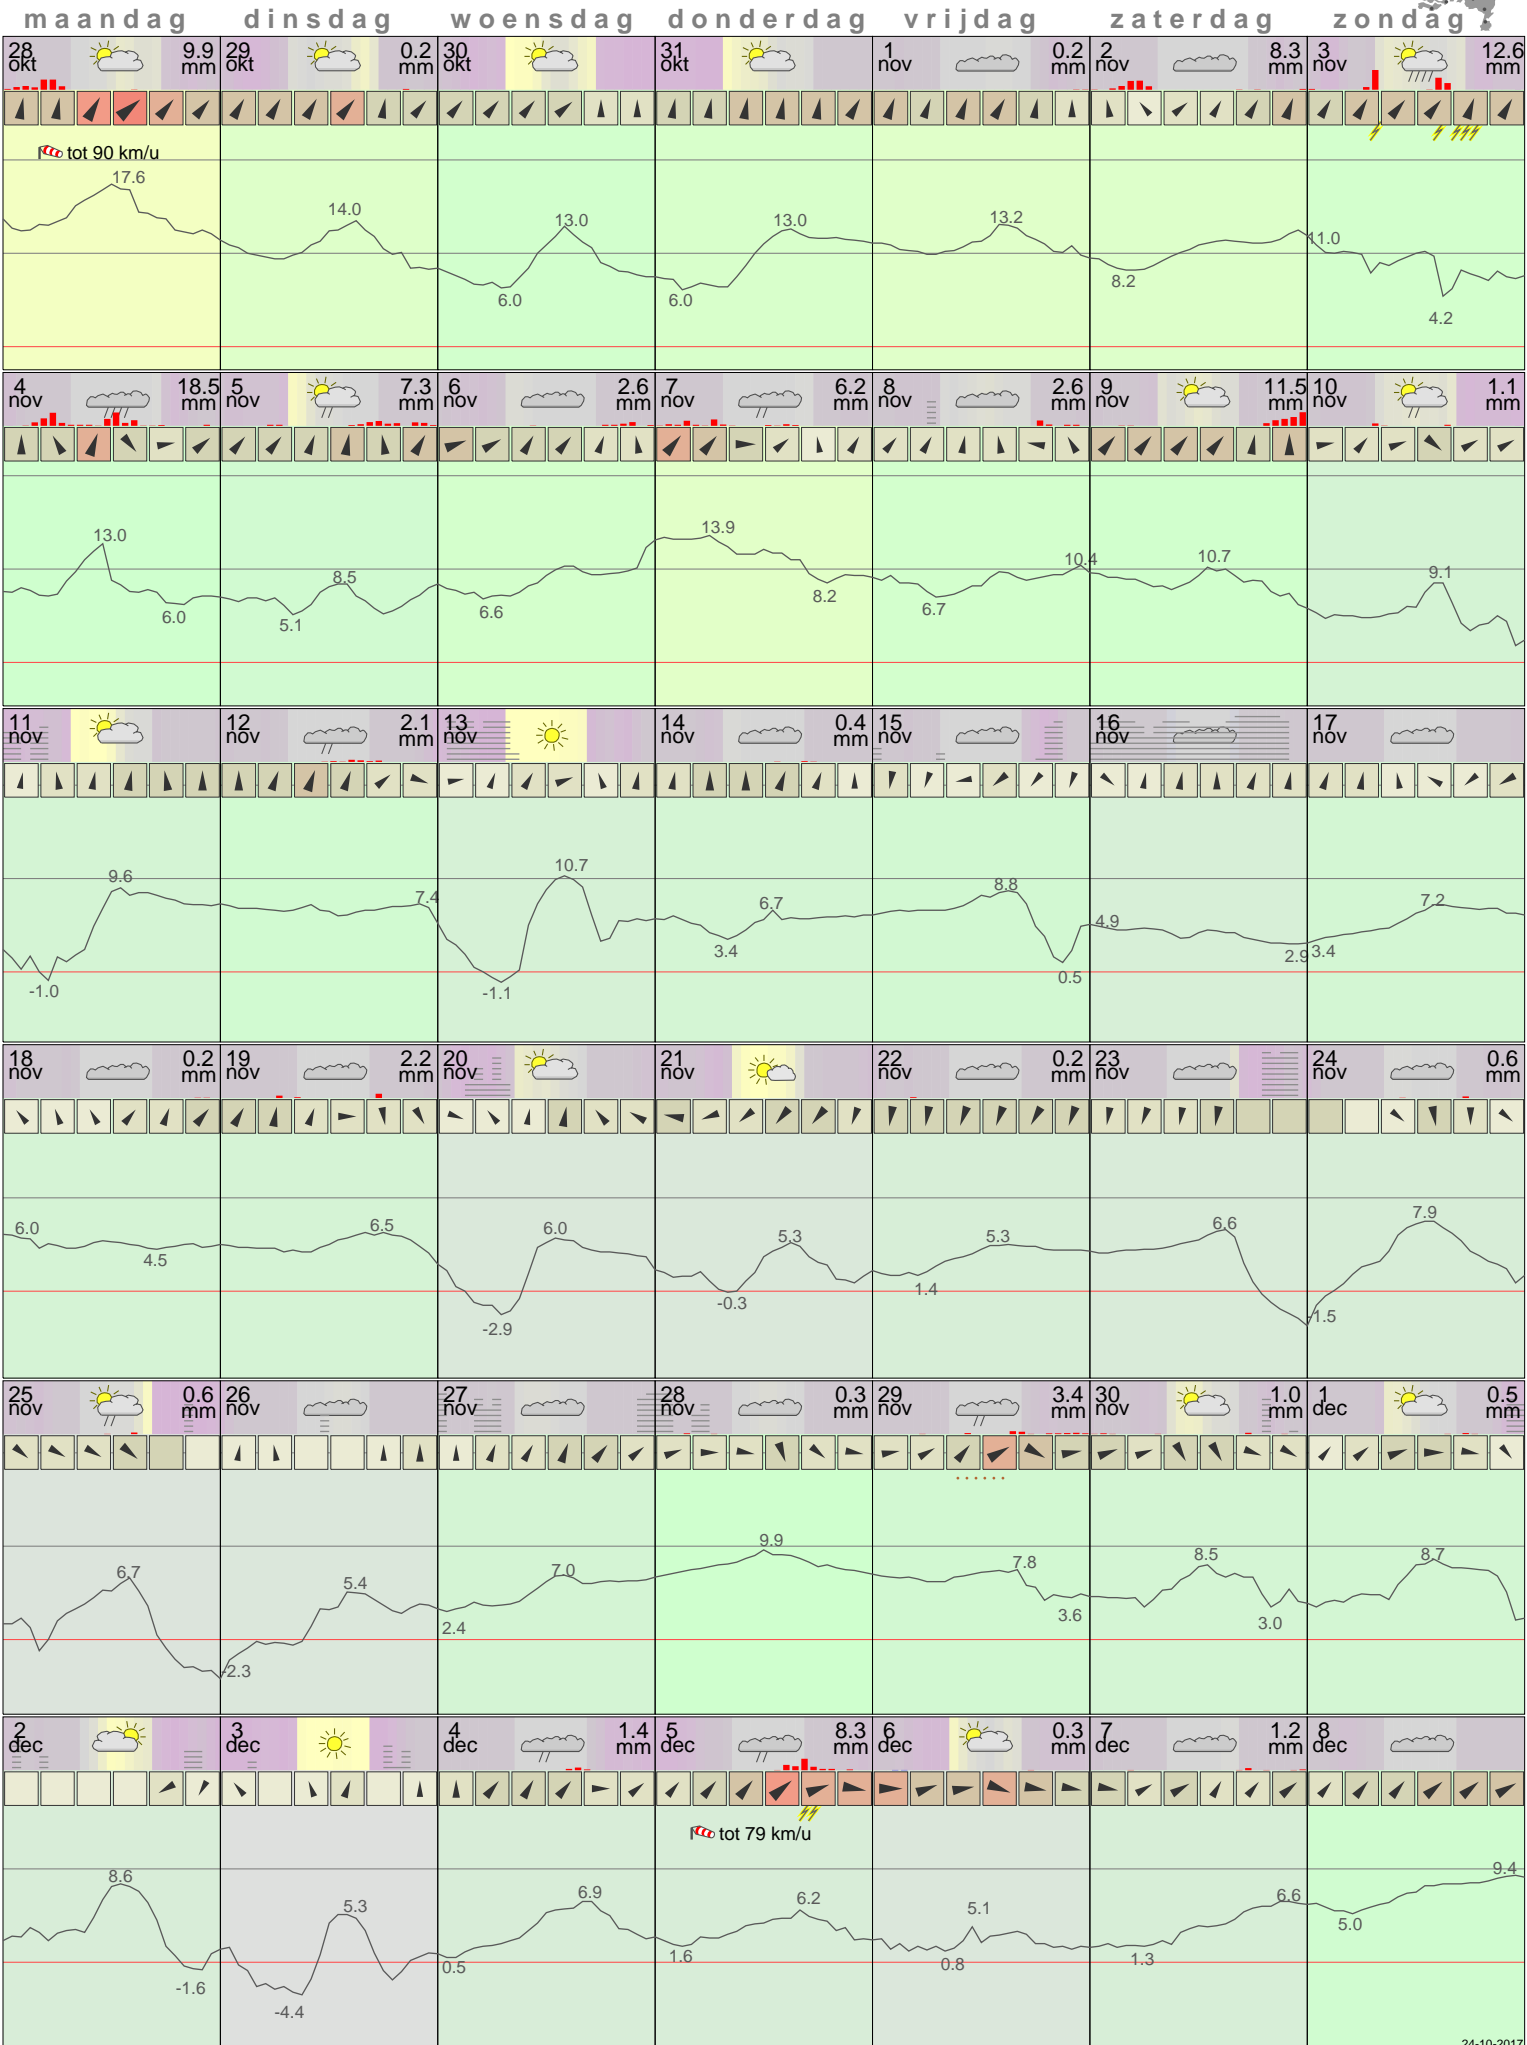 maandag dinsdag woensdag donderdag vrijdag zaterdag zondag
28 okt 9.9 mm 29 okt 0.2 mm 30 okt 31 okt 1 nov 0.2 mm 2 nov 8.3 mm 3 nov 12.6 mm
tot 90 km/u
17.6 14.0 13.0 13.0 13.2 11.0
6.0 6.0 8.2 4.2
4 nov 18.5 mm 5 nov 7.3 mm 6 nov 2.6 mm 7 nov 6.2 mm 8 nov 2.6 mm 9 nov 11.5 mm 10 nov 1.1 mm
13.0 8.5 13.9 10.4 10.7 9.1
6.0 5.1 6.6 8.2 6.7
11 nov 12 nov 2.1 mm 13 nov 14 nov 0.4 mm 15 nov 16 nov 17 nov
9.6 7.4 10.7 6.7 8.8 4.9 7.2
-1.0 -1.1 3.4 0.5 2.9 3.4
18 nov 0.2 mm 19 nov 2.2 mm 20 nov 21 nov 22 nov 0.2 mm 23 nov 24 nov 0.6 mm
6.0 6.5 6.0 5.3 5.3 6.6 7.9
4.5 -2.9 -0.3 1.4 -1.5
25 nov 0.6 mm 26 nov 27 nov 28 nov 0.3 mm 29 nov 3.4 mm 30 nov 1.0 mm 1 dec 0.5 mm
6.7 5.4 7.0 9.9 7.8 8.5 8.7
-2.3 2.4 3.6 3.0
2 dec 3 dec 4 dec 1.4 mm 5 dec 8.3 mm 6 dec 0.3 mm 7 dec 1.2 mm 8 dec
tot 79 km/u
8.6 5.3 6.9 6.2 5.1 6.6 9.4
-1.6 -4.4 0.5 1.6 0.8 1.3 5.0
24-10-2017